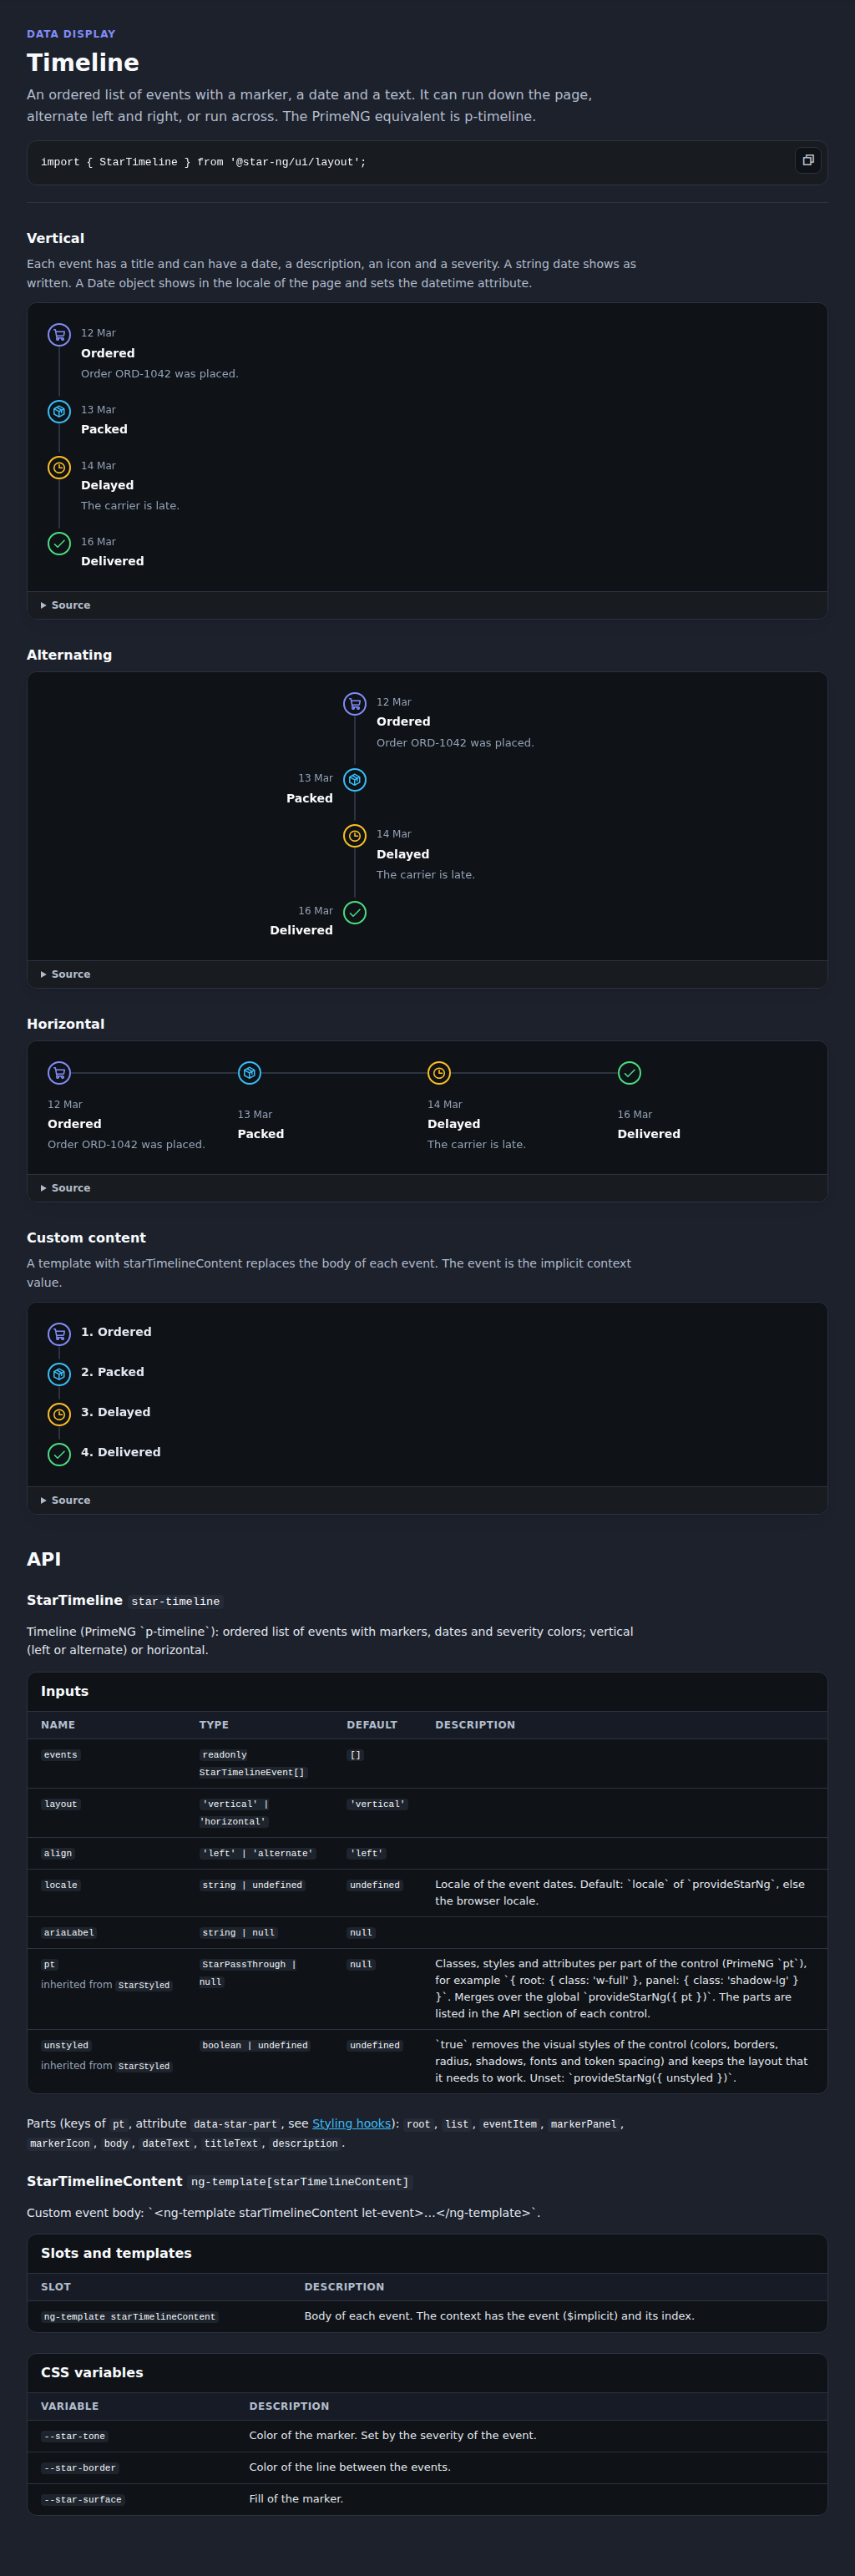 DATA DISPLAY
Timeline
An ordered list of events with a marker, a date and a text. It can run down the page,
alternate left and right, or run across. The PrimeNG equivalent is p-timeline.
import { StarTimeline } from '@star-ng/ui/layout';
Vertical
Each event has a title and can have a date, a description, an icon and a severity. A string date shows as
written. A Date object shows in the locale of the page and sets the datetime attribute.
12 Mar
Ordered
Order ORD-1042 was placed.
13 Mar
Packed
14 Mar
Delayed
The carrier is late.
16 Mar
Delivered
Source
Alternating
12 Mar
Ordered
Order ORD-1042 was placed.
13 Mar
Packed
14 Mar
Delayed
The carrier is late.
16 Mar
Delivered
Source
Horizontal
12 Mar
Ordered
Order ORD-1042 was placed.
13 Mar
Packed
14 Mar
Delayed
The carrier is late.
16 Mar
Delivered
Source
Custom content
A template with starTimelineContent replaces the body of each event. The event is the implicit context
value.
1. Ordered
2. Packed
3. Delayed
4. Delivered
Source
API
StarTimeline star-timeline
Timeline (PrimeNG `p-timeline`): ordered list of events with markers, dates and severity colors; vertical
(left or alternate) or horizontal.
Inputs
NAME TYPE DEFAULT DESCRIPTION
events readonly StarTimelineEvent[] []
layout 'vertical' | 'horizontal' 'vertical'
align 'left' | 'alternate' 'left'
locale string | undefined undefined Locale of the event dates. Default: `locale` of `provideStarNg`, else
the browser locale.
ariaLabel string | null null
pt StarPassThrough | null null Classes, styles and attributes per part of the control (PrimeNG `pt`),
inherited from StarStyled for example `{ root: { class: 'w-full' }, panel: { class: 'shadow-lg' }
}`. Merges over the global `provideStarNg({ pt })`. The parts are
listed in the API section of each control.
unstyled boolean | undefined undefined `true` removes the visual styles of the control (colors, borders,
inherited from StarStyled radius, shadows, fonts and token spacing) and keeps the layout that
it needs to work. Unset: `provideStarNg({ unstyled })`.
Parts (keys of pt, attribute data-star-part, see Styling hooks): root, list, eventItem, markerPanel,
markerIcon, body, dateText, titleText, description.
StarTimelineContent ng-template[starTimelineContent]
Custom event body: `<ng-template starTimelineContent let-event>…</ng-template>`.
Slots and templates
SLOT DESCRIPTION
ng-template starTimelineContent Body of each event. The context has the event ($implicit) and its index.
CSS variables
VARIABLE DESCRIPTION
--star-tone Color of the marker. Set by the severity of the event.
--star-border Color of the line between the events.
--star-surface Fill of the marker.